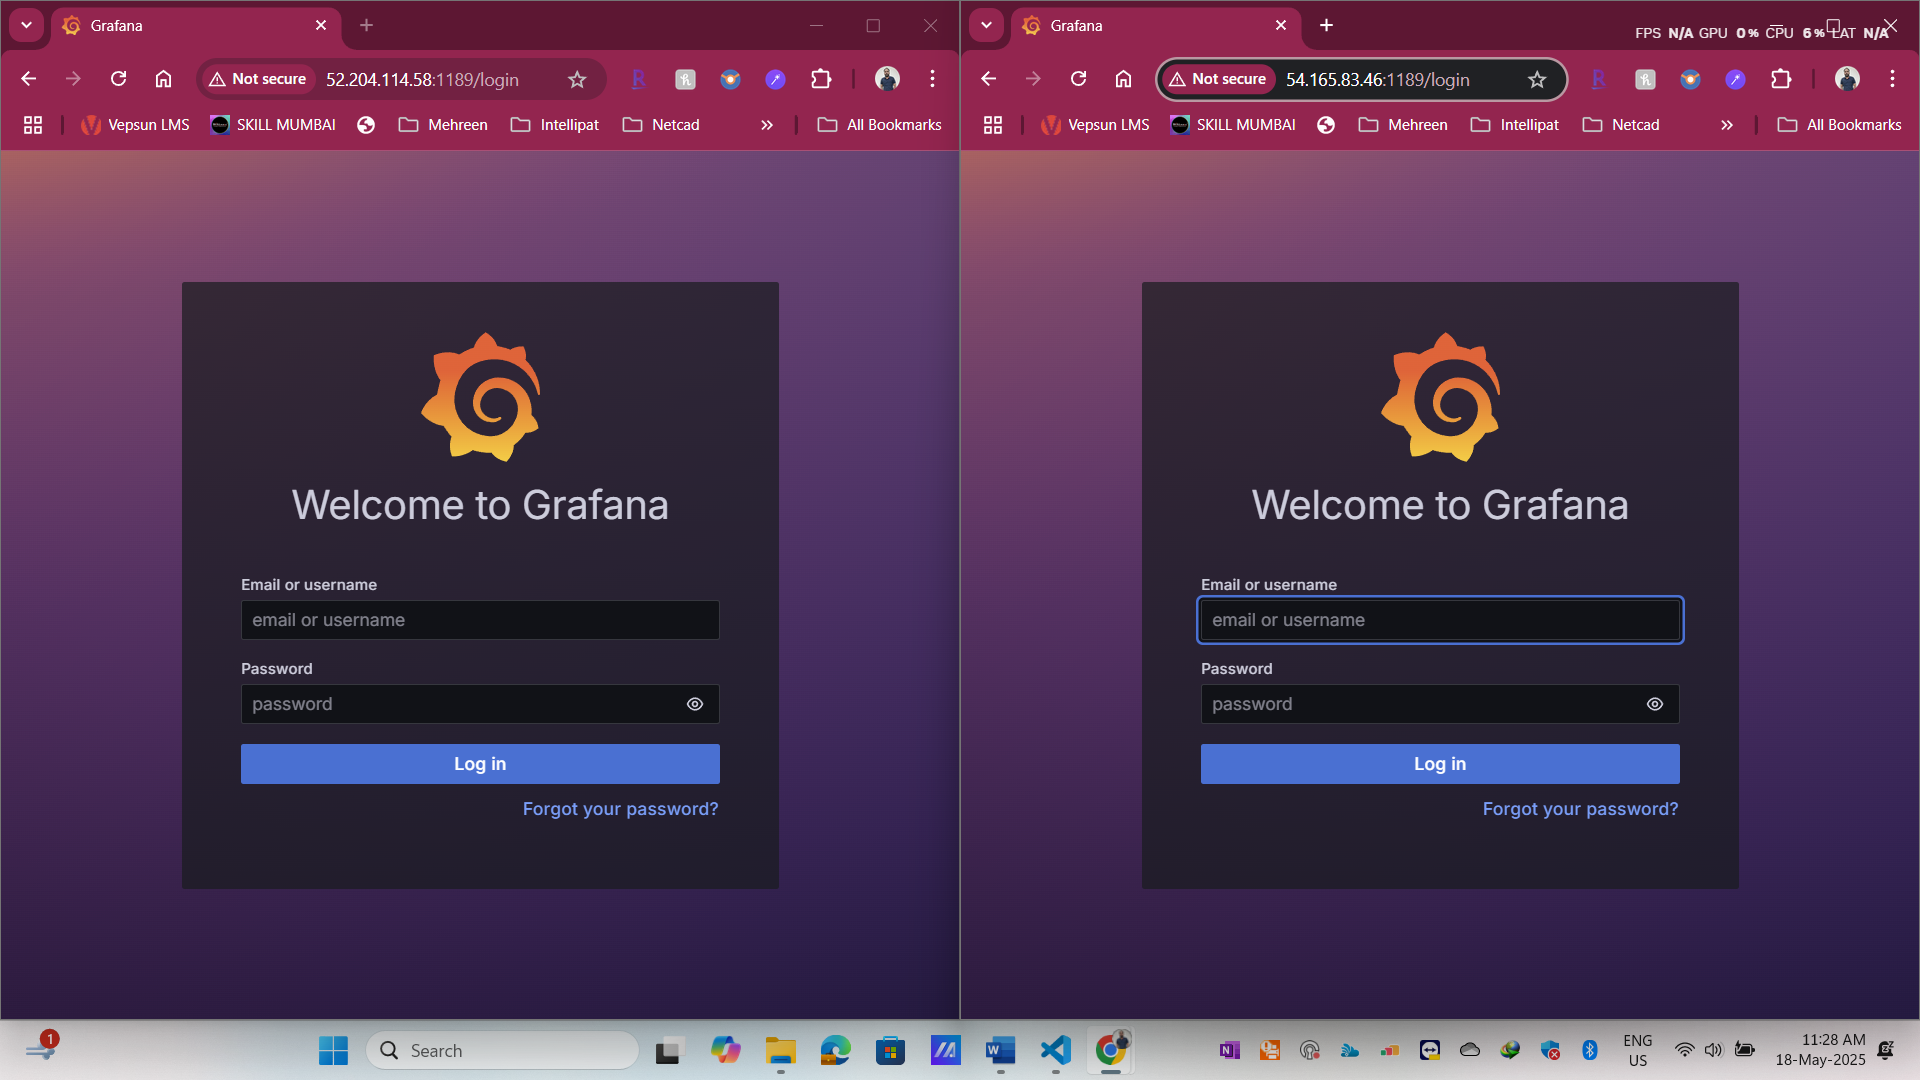 Grafana
Not secure 52.204.114.58:1189/login
Vepsun LMS SKILL MUMBAI Mehreen Intellipat Netcad All Bookmarks
Welcome to Grafana
Email or username
email or username
Password
password
Log in
Forgot your password?
Grafana
FPS N/A GPU 0% CPU 6% LAT N/A
Not secure 54.165.83.46:1189/login
Vepsun LMS SKILL MUMBAI Mehreen Intellipat Netcad All Bookmarks
Welcome to Grafana
Email or username
email or username
Password
password
Log in
Forgot your password?
1
Search
ENG
US
11:28 AM
18-May-2025